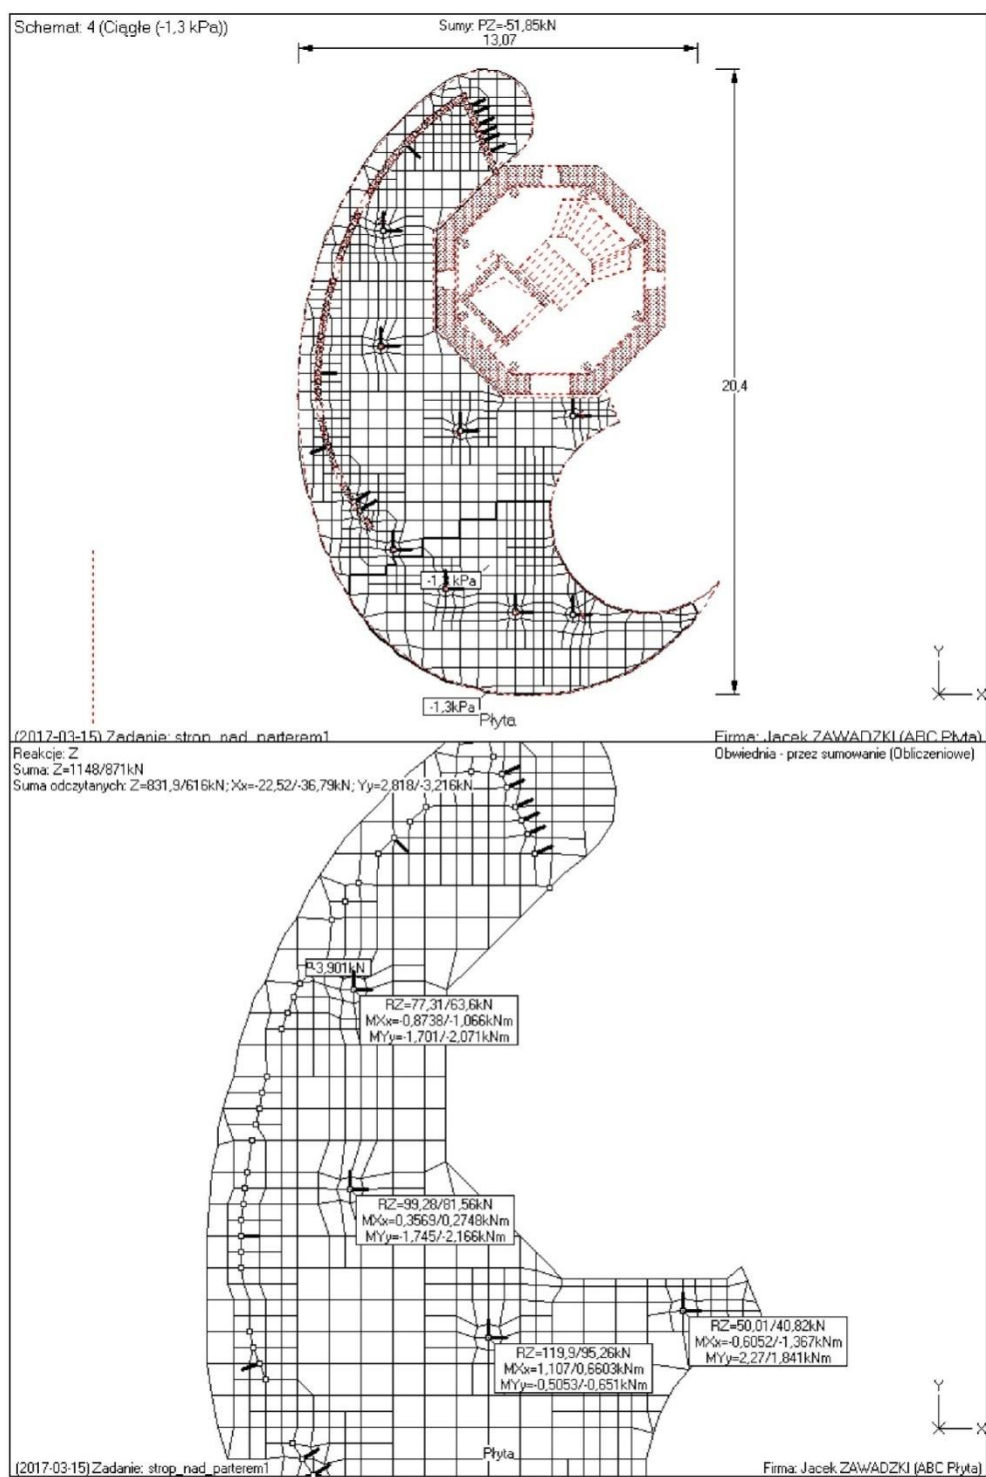 Schemat: 4 (Ciągłe (-1,3 kPa))
Sumy: PZ=-51,85kN
13,07
20,4
kPa
-1,3kPa
Płyta
Y
X
(2017-03-15) Zadanie: strop_nad_parterem1
Firma: Jacek ZAWADZKI (ABC Płyta)
Reakcje: Z
Obwiednia - przez sumowanie (Obliczeniowe)
Suma: Z=1148/871kN
Suma odczytanych: Z=831,9/616kN; Xx=-22,52/-36,79kN; Yy=2,818/-3,216kN
-3,901kN
RZ=77,31/63,6kN
MXx=-0,8738/-1,066kNm
MYy=-1,701/-2,071kNm
RZ=99,28/81,56kN
MXx=0,3569/0,2748kNm
MYy=-1,745/-2,166kNm
RZ=50,01/40,82kN
MXx=-0,6052/-1,367kNm
MYy=2,27/1,841kNm
RZ=119,9/95,26kN
MXx=1,107/0,6603kNm
MYy=-0,5053/-0,651kNm
Y
X
Płyta
(2017-03-15) Zadanie: strop_nad_parterem1
Firma: Jacek ZAWADZKI (ABC Płyta)